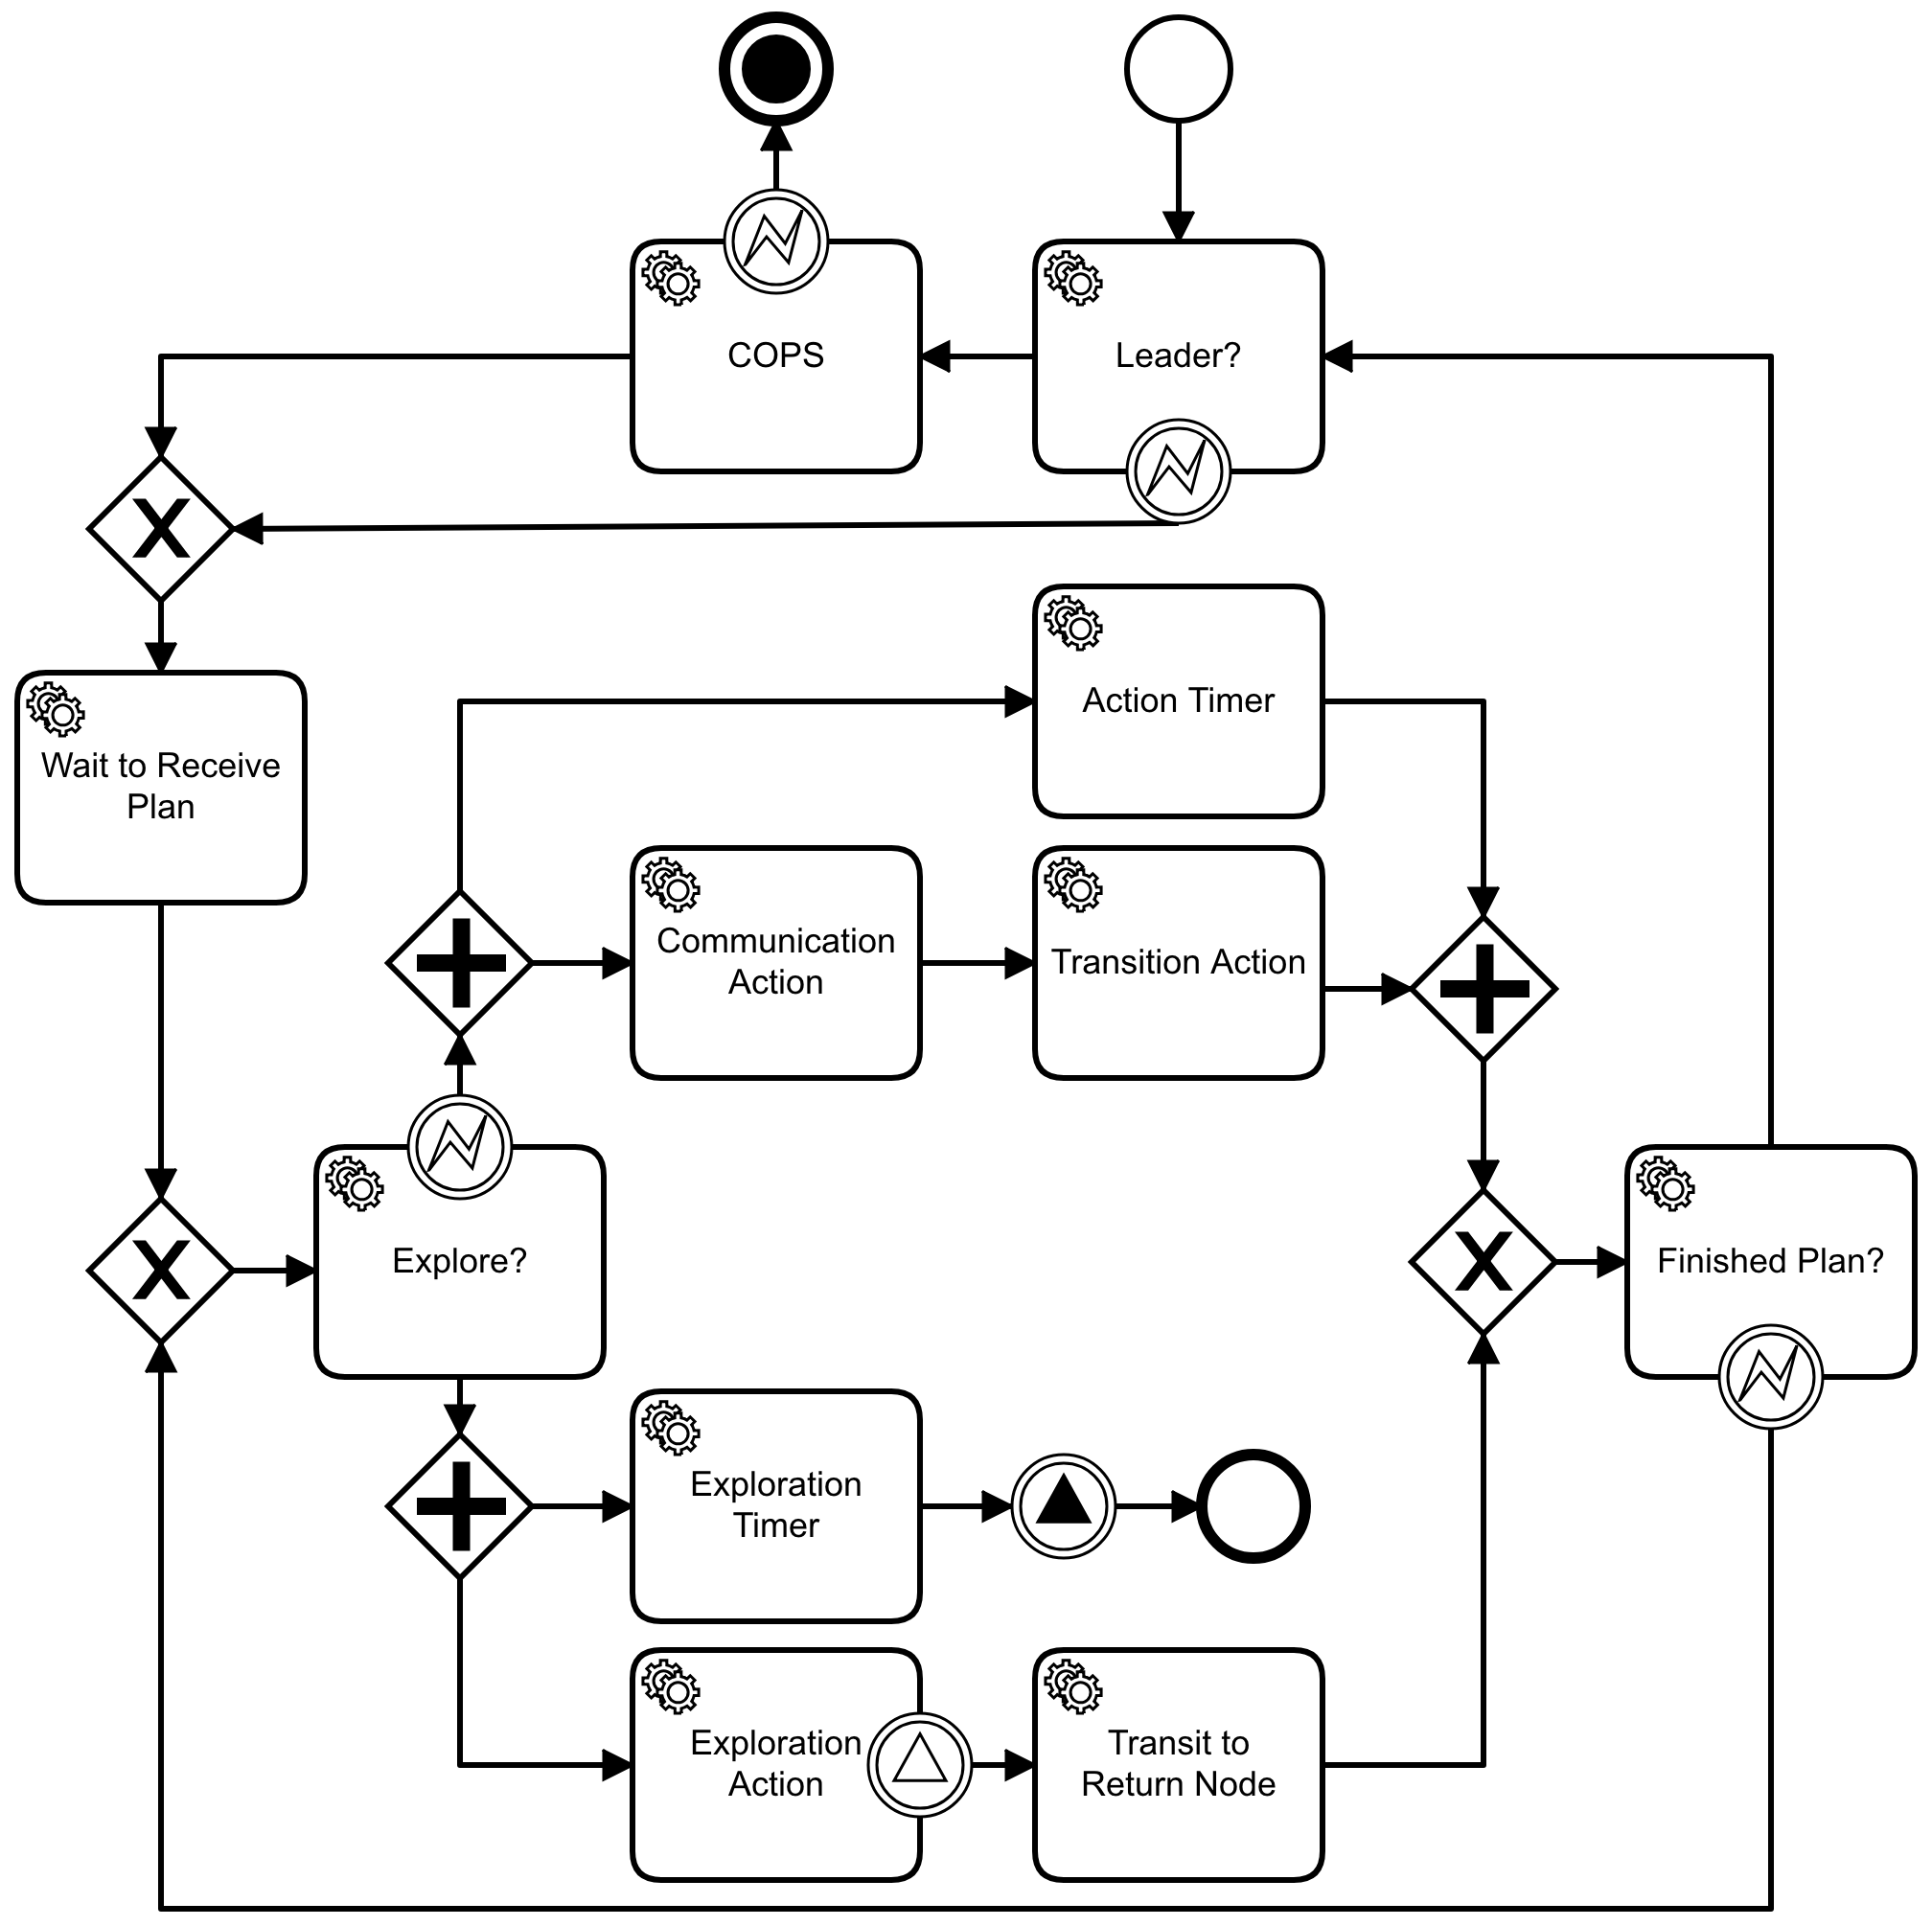 COPS
Leader?
Action Timer
Wait to Receive
Plan
Communication
Action
Transition Action
Explore?
Finished Plan?
Exploration
Timer
Exploration
Action
Transit to
Return Node